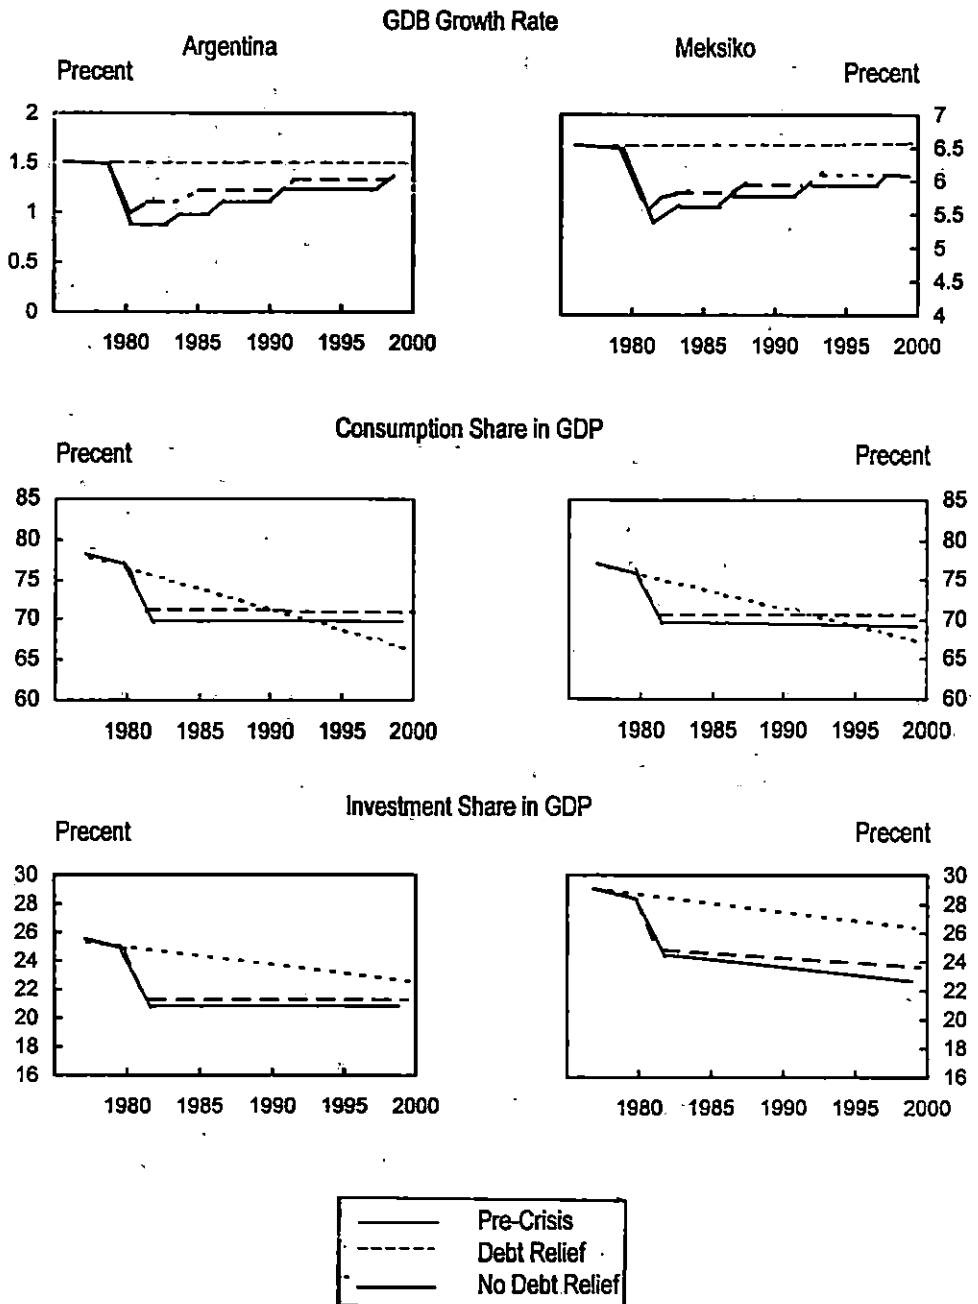 GDB Growth Rate
Argentina
Meksiko
Precent
Precent
2
1.5
1
0.5
0
7
6.5
6
5.5
5
4.5
4
1980 1985 1990 1995 2000
1980 1985 1990 1995 2000
Consumption Share in GDP
Precent
Precent
85
80
75
70
65
60
85
80
75
70
65
60
1980 1985 1990 1995 2000
1980 1985 1990 1995 2000
Investment Share in GDP
Precent
Precent
30
28
26
24
22
20
18
16
30
28
26
24
22
20
18
16
1980 1985 1990 1995 2000
1980 1985 1990 1995 2000
Pre-Crisis
Debt Relief
No Debt Relief